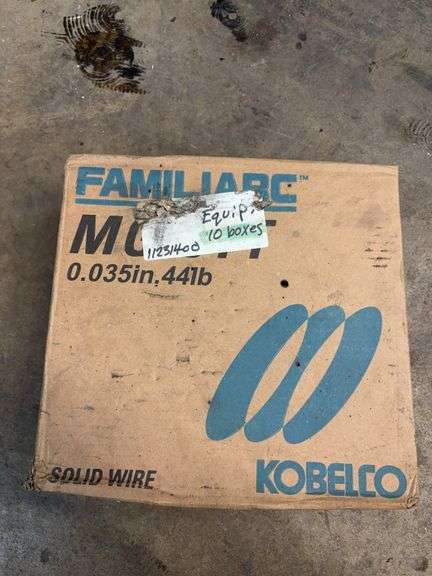 FAMILIARC™
Equip.
10 boxes
11231400
0.035in,44lb
SOLID WIRE
KOBELCO